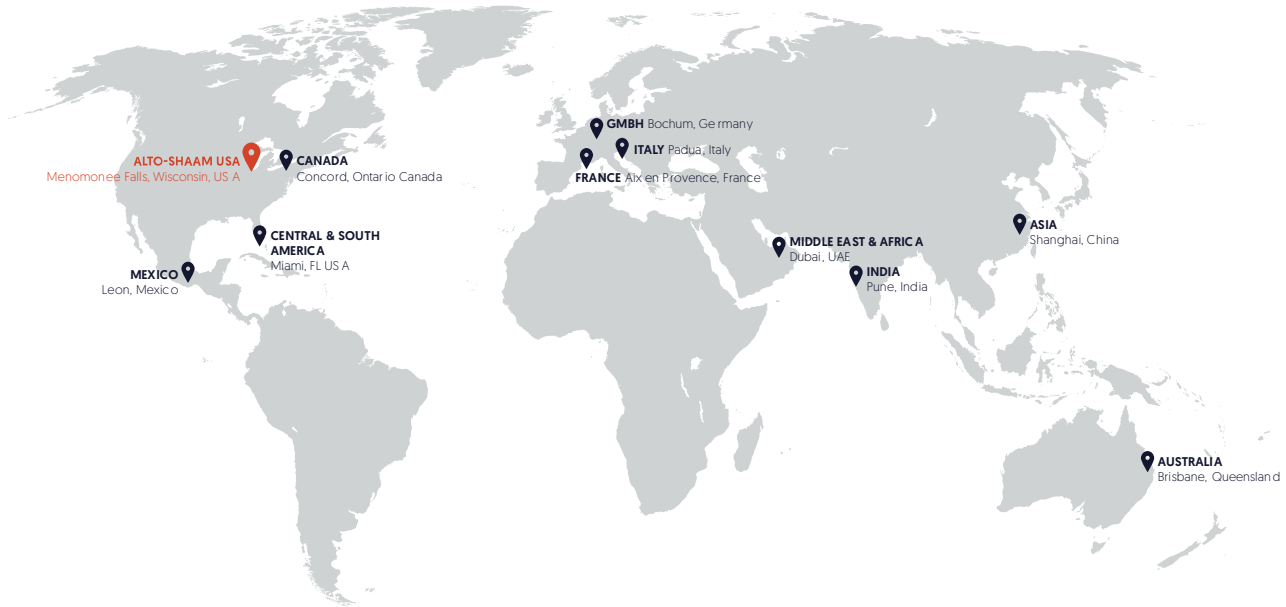 GMBH Bochum, Germany
ITALY Padua, Italy
FRANCE Aix en Provence, France
ALTO-SHAAM USA
Menomonee Falls, Wisconsin, US A
CANADA
Concord, Ontario Canada
CENTRAL & SOUTH
AMERICA
Miami, FL US A
MEXICO
Leon, Mexico
MIDDLE EAST & AFRICA
Dubai, UAE
INDIA
Pune, India
ASIA
Shanghai, China
AUSTRALIA
Brisbane, Queensland